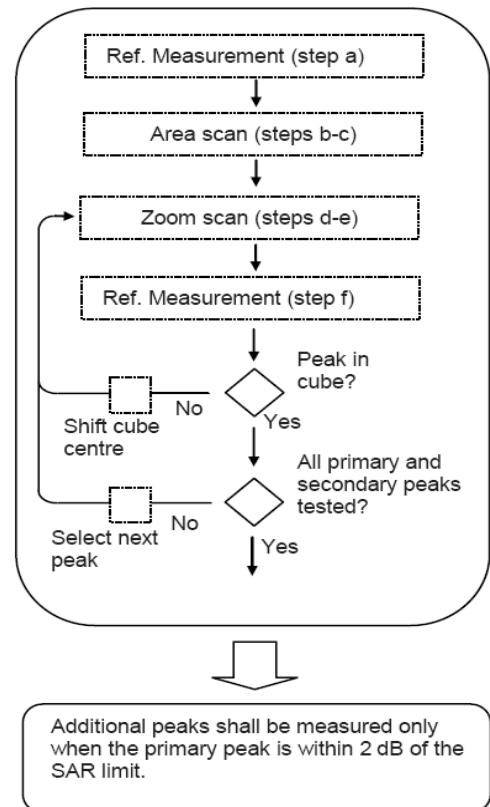 Ref. Measurement (step a)
Area scan (steps b-c)
Zoom scan (steps d-e)
Ref. Measurement (step f)
Peak in
cube?
No
Yes
Shift cube
centre
All primary and
secondary peaks
tested?
No
Yes
Select next
peak
Additional peaks shall be measured only
when the primary peak is within 2 dB of the
SAR limit.